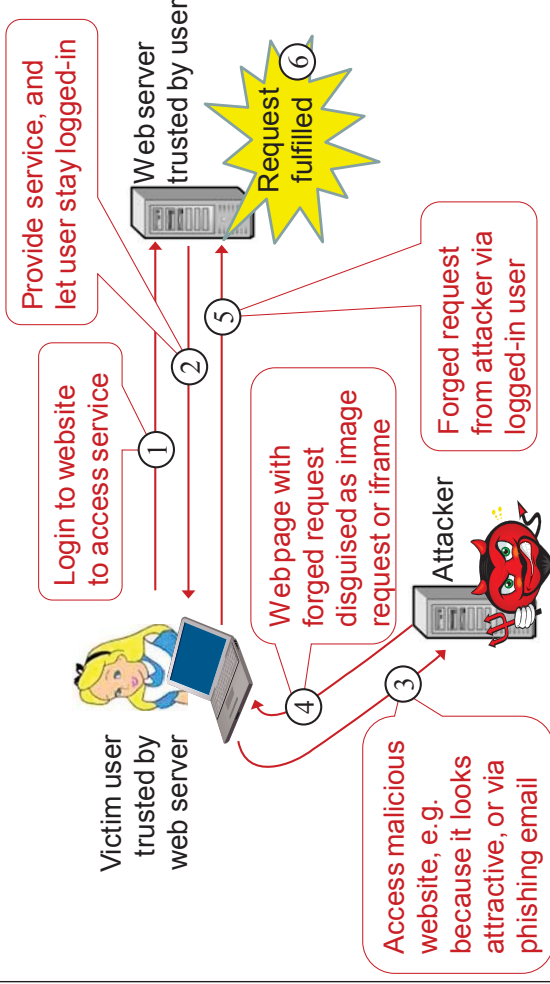 Victim user
trusted by
web server
Login to website
to access service
1
Provide service, and
let user stay logged-in
2
Web server
trusted by user
Access malicious
website, e.g.
because it looks
attractive, or via
phishing email
3
Webpage with
forged request
disguised as image
request or iframe
4
Attacker
Forged request
from attacker via
logged-in user
5
Request
fulfilled
6